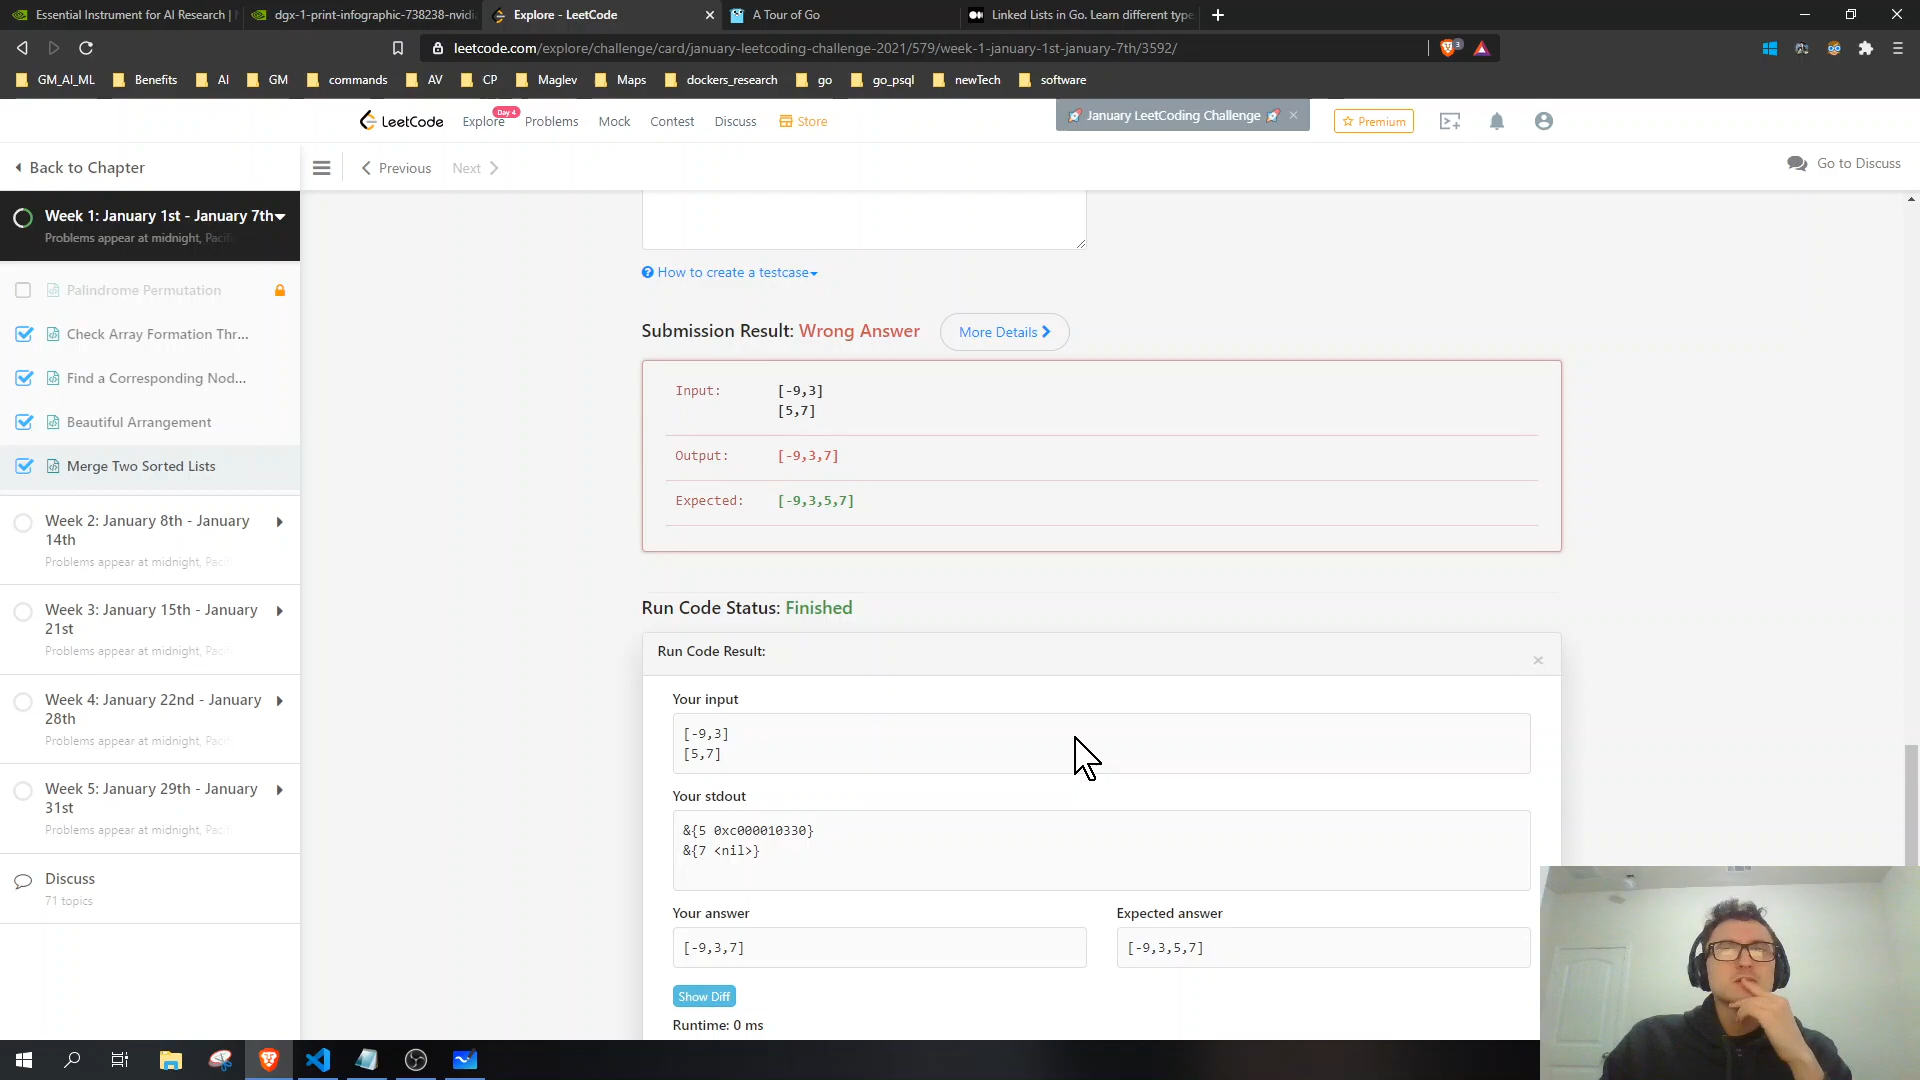 Essential Instrument for AI Research |
dgx-1-print-infographic-738238-nvidi
Explore - LeetCode
A Tour of Go
Linked Lists in Go. Learn different type
leetcode.com/explore/challenge/card/january-leetcoding-challenge-2021/579/week-1-january-1st-january-7th/3592/
3
GM_AI_ML
Benefits
AI
GM
commands
AV
CP
Maglev
Maps
dockers_research
go
go_psql
newTech
software
LeetCode
Explore
Day 4
Problems
Mock
Contest
Discuss
Store
January LeetCoding Challenge
Premium
Back to Chapter
Previous
Next
Go to Discuss
Week 1: January 1st - January 7th
Problems appear at midnight, Pacif
Palindrome Permutation
Check Array Formation Thr...
Find a Corresponding Nod...
Beautiful Arrangement
Merge Two Sorted Lists
Week 2: January 8th - January
14th
Problems appear at midnight, Pacif
Week 3: January 15th - January
21st
Problems appear at midnight, Pacif
Week 4: January 22nd - January
28th
Problems appear at midnight, Pacif
Week 5: January 29th - January
31st
Problems appear at midnight, Pacif
Discuss
71 topics
How to create a testcase
Submission Result: Wrong Answer
More Details
Input: [-9,3]
[5,7]
Output: [-9,3,7]
Expected: [-9,3,5,7]
Run Code Status: Finished
Run Code Result:
Your input
[-9,3]
[5,7]
Your stdout
&{5 0xc000010330}
&{7 <nil>}
Your answer
[-9,3,7]
Expected answer
[-9,3,5,7]
Show Diff
Runtime: 0 ms